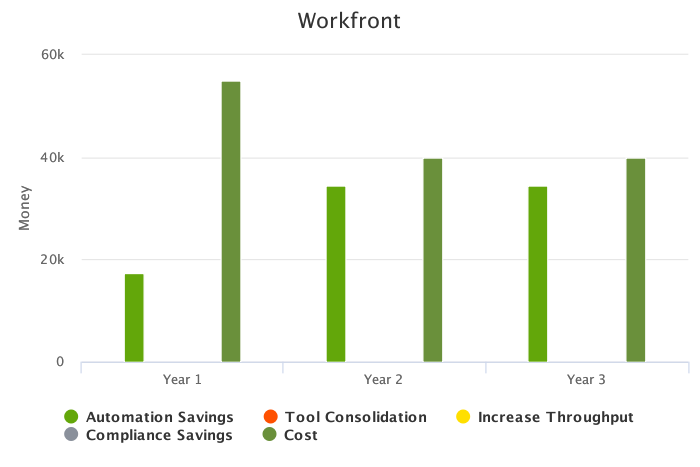 Workfront
60k
40k
20k
0
Money
Year 1 Year 2 Year 3
Automation Savings Tool Consolidation Increase Throughput
Compliance Savings Cost